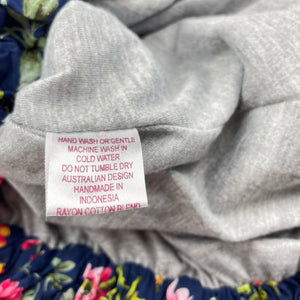 HAND WASH OR GENTLE
MACHINE WASH IN
COLD WATER
DO NOT TUMBLE DRY
AUSTRALIAN DESIGN
HANDMADE IN
INDONESIA
RAYON COTTON BLEND